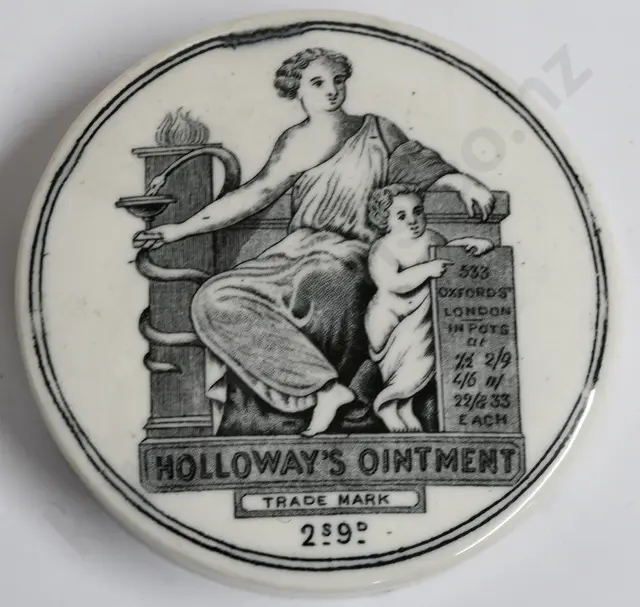 533
OXFORD ST
LONDON
IN POTS
at
1/1½ 2/9
4/6 11/
22/& 33
EACH
HOLLOWAY'S OINTMENT
TRADE MARK
2S 9D